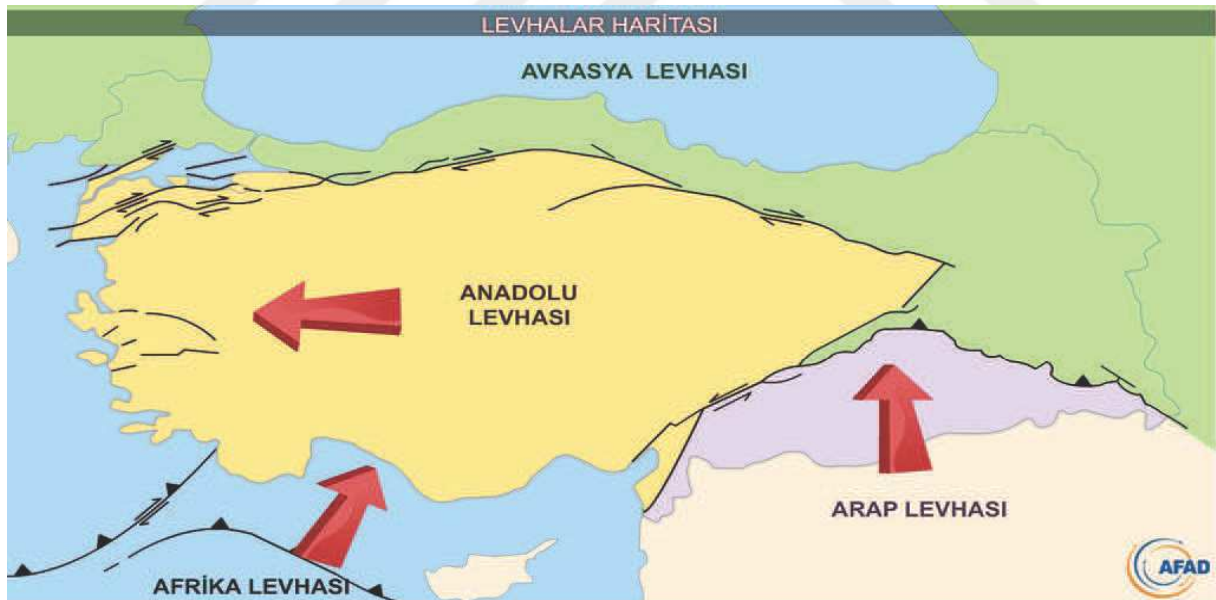 LEVHALAR HARİTASI
AVRASYA LEVHASI
ANADOLU
LEVHASI
ARAP LEVHASI
AFRİKA LEVHASI
AFAD